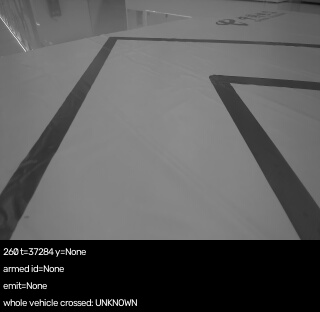 260 t=37284 y=None
armed id=None
emit=None
whole vehicle crossed: UNKNOWN